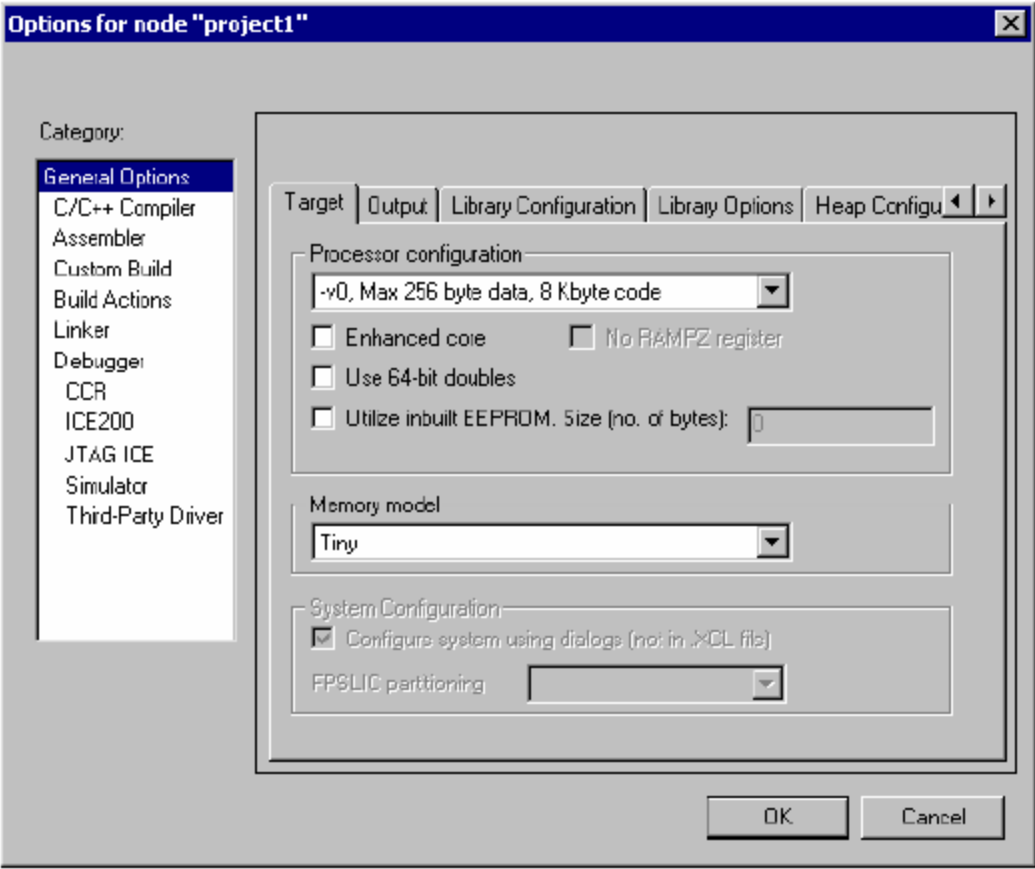 Options for node "project1"
Category:
General Options
C/C++ Compiler
Assembler
Custom Build
Build Actions
Linker
Debugger
CCR
ICE200
JTAG ICE
Simulator
Third-Party Driver
Target Output Library Configuration Library Options Heap Configu
Processor configuration
-v0, Max 256 byte data, 8 Kbyte code
Enhanced core No RAMPZ register
Use 64-bit doubles
Utilize inbuilt EEPROM. Size (no. of bytes): 0
Memory model
Tiny
System Configuration
Configure system using dialogs (not in .XCL file)
FPSLIC parttioning
OK Cancel